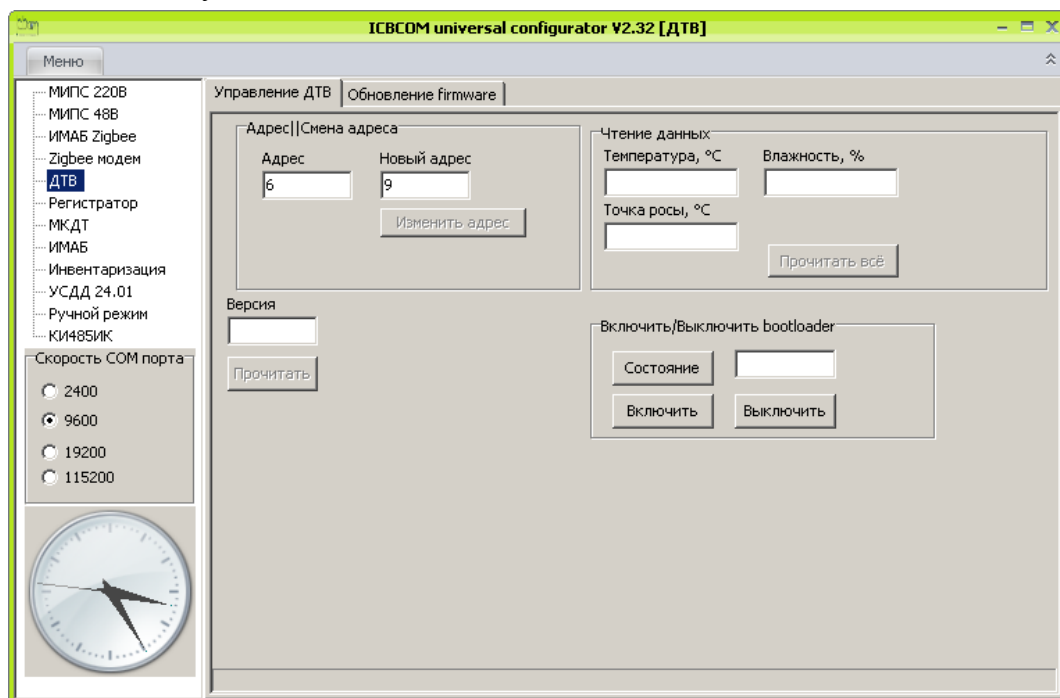 ICBCOM universal configurator V2.32 [ДТВ]
Меню
МИПС 220В
МИПС 48В
ИМАБ Zigbee
Zigbee модем
ДТВ
Регистратор
МКДТ
ИМАБ
Инвентаризация
УСДД 24.01
Ручной режим
КИ485ИК
Скорость COM порта
2400
9600
19200
115200
Управление ДТВ Обновление firmware
Адрес||Смена адреса
Адрес Новый адрес
6 9
Изменить адрес
Версия
Прочитать
Чтение данных
Температура, °C Влажность, %
Точка росы, °C
Прочитать всё
Включить/Выключить bootloader
Состояние
Включить Выключить